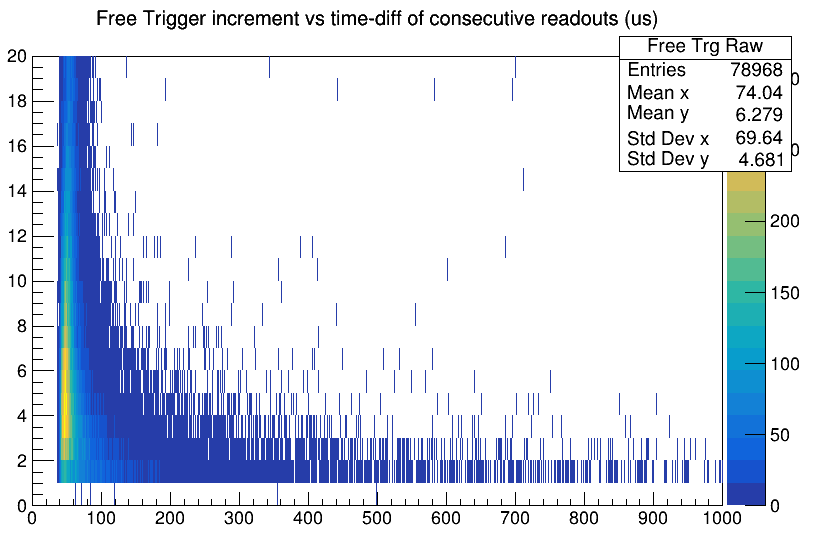 Free Trigger increment vs time-diff of consecutive readouts (us)
Free Trg Raw
Entries 78968
Mean x 74.04
Mean y 6.279
Std Dev x 69.64
Std Dev y 4.681
20
18
16
14
12
10
8
6
4
2
0
0 100 200 300 400 500 600 700 800 900 1000
0
0
200
150
100
50
0